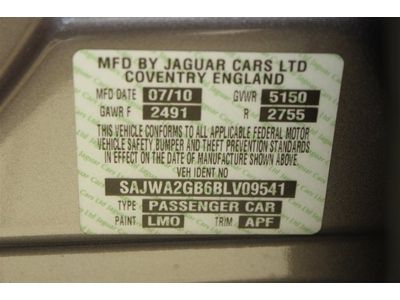 MFD BY JAGUAR CARS LTD
COVENTRY ENGLAND
MFD DATE 07/10 GVWR 5150
GAWR F 2491 R 2755
THIS VEHICLE CONFORMS TO ALL APPLICABLE FEDERAL MOTOR
VEHICLE SAFETY BUMPER AND THEFT PREVENTION STANDARDS
IN EFFECT ON THE DATE OF MANUFACTURE SHOWN ABOVE.
VEH IDENT NO
SAJWA2GB6BLV09541
TYPE PASSENGER CAR
PAINT LMO TRIM APF